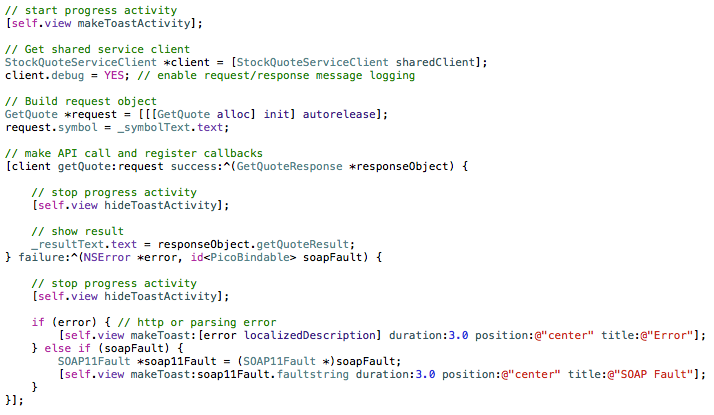 // start progress activity
[self.view makeToastActivity];

// Get shared service client
StockQuoteServiceClient *client = [StockQuoteServiceClient sharedClient];
client.debug = YES; // enable request/response message logging

// Build request object
GetQuote *request = [[[GetQuote alloc] init] autorelease];
request.symbol = _symbolText.text;

// make API call and register callbacks
[client getQuote:request success:^(GetQuoteResponse *responseObject) {

    // stop progress activity
    [self.view hideToastActivity];

    // show result
    _resultText.text = responseObject.getQuoteResult;
} failure:^(NSError *error, id<PicoBindable> soapFault) {

    // stop progress activity
    [self.view hideToastActivity];

    if (error) { // http or parsing error
        [self.view makeToast:[error localizedDescription] duration:3.0 position:@"center" title:@"Error"];
    } else if (soapFault) {
        SOAP11Fault *soap11Fault = (SOAP11Fault *)soapFault;
        [self.view makeToast:soap11Fault.faultstring duration:3.0 position:@"center" title:@"SOAP Fault"];
    }
}];